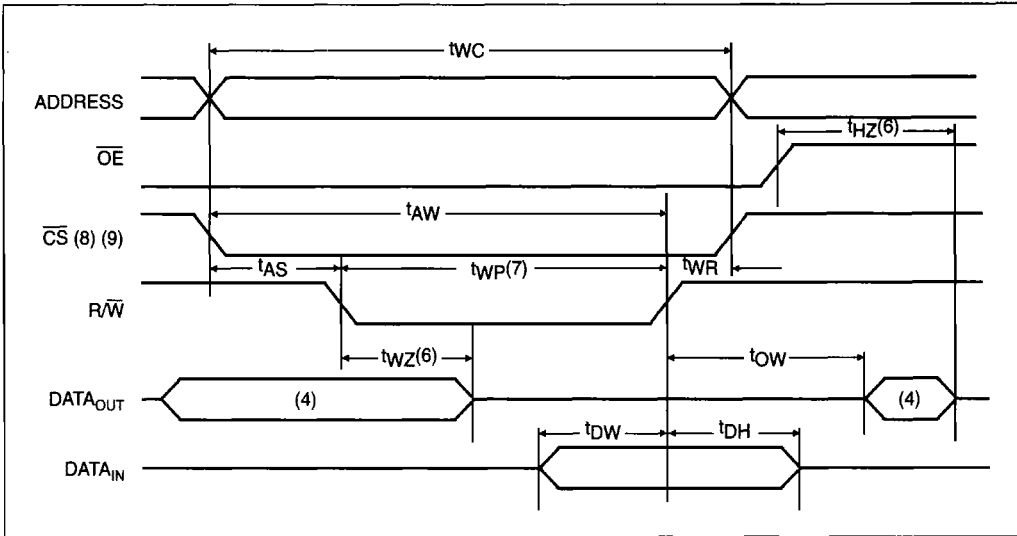 tWC
ADDRESS
tHZ(6)
OE
tAW
CS (8) (9)
tAS
tWP(7)
tWR
R/W
tWZ(6)
tOW
DATAOUT
(4)
(4)
tDW
tDH
DATAIN